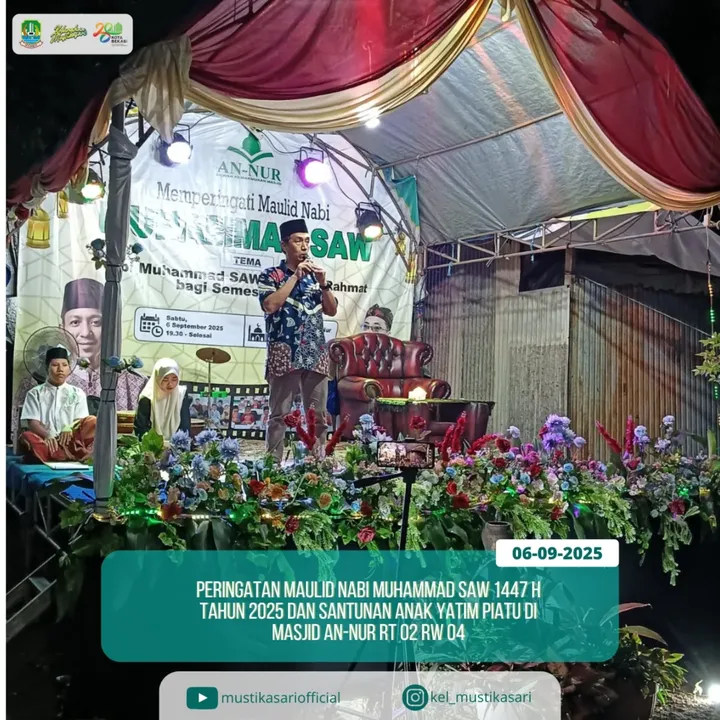 KOTA BEKASI
AN-NUR
Memperingati Maulid Nabi
SAW
TEMA
Muhammad SAW
bagi Semes
Rahmat
Sabtu,
6 September 2025
19.30 - Selesai
06-09-2025
PERINGATAN MAULID NABI MUHAMMAD SAW 1447 H
TAHUN 2025 DAN SANTUNAN ANAK YATIM PIATU DI
MASJID AN-NUR RT 02 RW 04
mustikasariofficial
kel_mustikasari